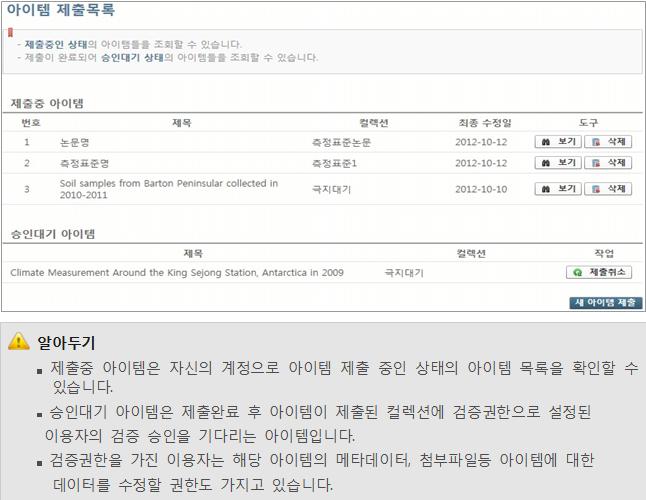 아이템 제출목록
- 제출중인 상태의 아이템들을 조회할 수 있습니다.
- 제출이 완료되어 승인대기 상태의 아이템들을 조회할 수 있습니다.
제출중 아이템
번호 제목 컬렉션 최종 수정일 도구
1 논문명 측정표준논문 2012-10-12 보기 삭제
2 측정표준명 측정표준1 2012-10-12 보기 삭제
3 Soil samples from Barton Peninsular collected in 2010-2011 극지대기 2012-10-10 보기 삭제
승인대기 아이템
제목 컬렉션 작업
Climate Measurement Around the King Sejong Station, Antarctica in 2009 극지대기 제출취소
새 아이템 제출
알아두기
▪ 제출중 아이템은 자신의 계정으로 아이템 제출 중인 상태의 아이템 목록을 확인할 수
있습니다.
▪ 승인대기 아이템은 제출완료 후 아이템이 제출된 컬렉션에 검증권한으로 설정된
이용자의 검증 승인을 기다리는 아이템입니다.
▪ 검증권한을 가진 이용자는 해당 아이템의 메타데이터, 첨부파일등 아이템에 대한
데이터를 수정할 권한도 가지고 있습니다.